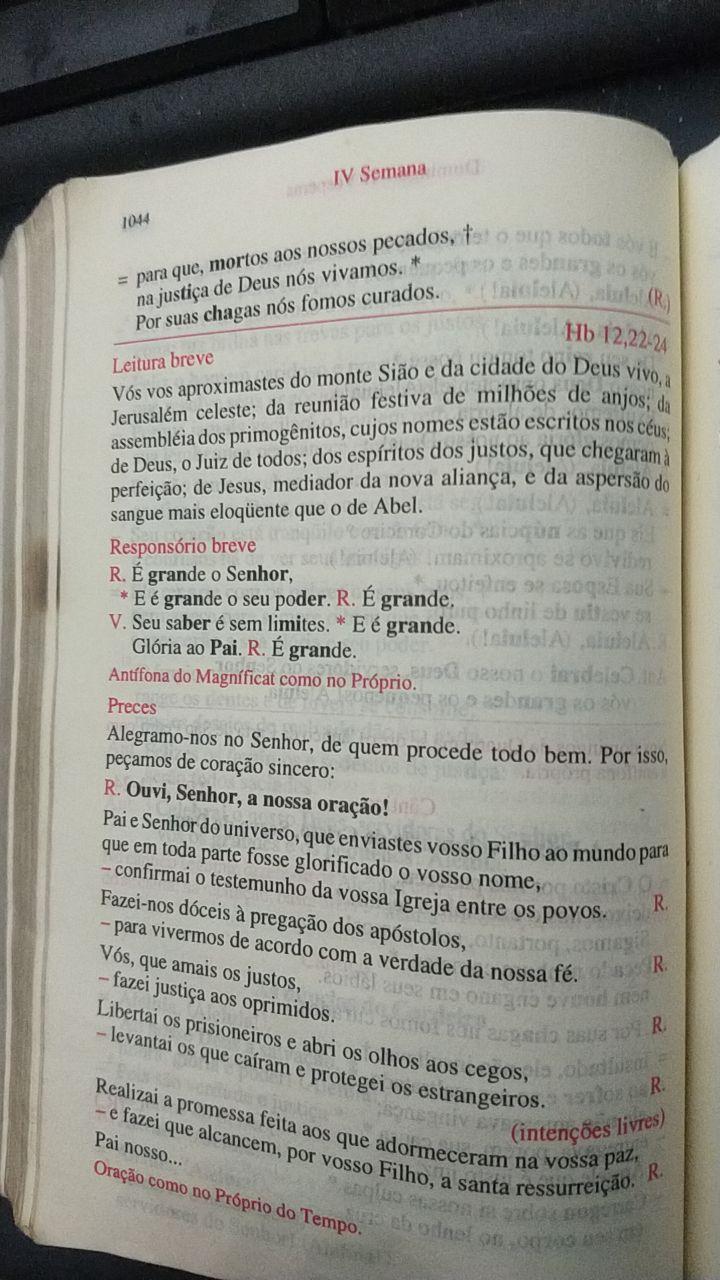 IV Semana
1044
= para que, mortos aos nossos pecados, †
na justiça de Deus nós vivamos. *
Por suas chagas nós fomos curados. (R.)
Hb 12,22-24
Leitura breve
Vós vos aproximastes do monte Sião e da cidade do Deus vivo, a
Jerusalém celeste; da reunião festiva de milhões de anjos; da
assembléia dos primogênitos, cujos nomes estão escritos nos céus;
de Deus, o Juiz de todos; dos espíritos dos justos, que chegaram à
perfeição; de Jesus, mediador da nova aliança, e da aspersão do
sangue mais eloqüente que o de Abel.
Responsório breve
R. É grande o Senhor,
* E é grande o seu poder. R. É grande.
V. Seu saber é sem limites. * E é grande.
Glória ao Pai. R. É grande.
Antífona do Magníficat como no Próprio.
Preces
Alegramo-nos no Senhor, de quem procede todo bem. Por isso,
peçamos de coração sincero:
R. Ouvi, Senhor, a nossa oração!
Pai e Senhor do universo, que enviastes vosso Filho ao mundo para
que em toda parte fosse glorificado o vosso nome,
– confirmai o testemunho da vossa Igreja entre os povos. R.
Fazei-nos dóceis à pregação dos apóstolos,
– para vivermos de acordo com a verdade da nossa fé. R.
Vós, que amais os justos,
– fazei justiça aos oprimidos. R.
Libertai os prisioneiros e abri os olhos aos cegos,
– levantai os que caíram e protegei os estrangeiros. R.
(intenções livres)
Realizai a promessa feita aos que adormeceram na vossa paz,
– e fazei que alcancem, por vosso Filho, a santa ressurreição. R.
Pai nosso...
Oração como no Próprio do Tempo.